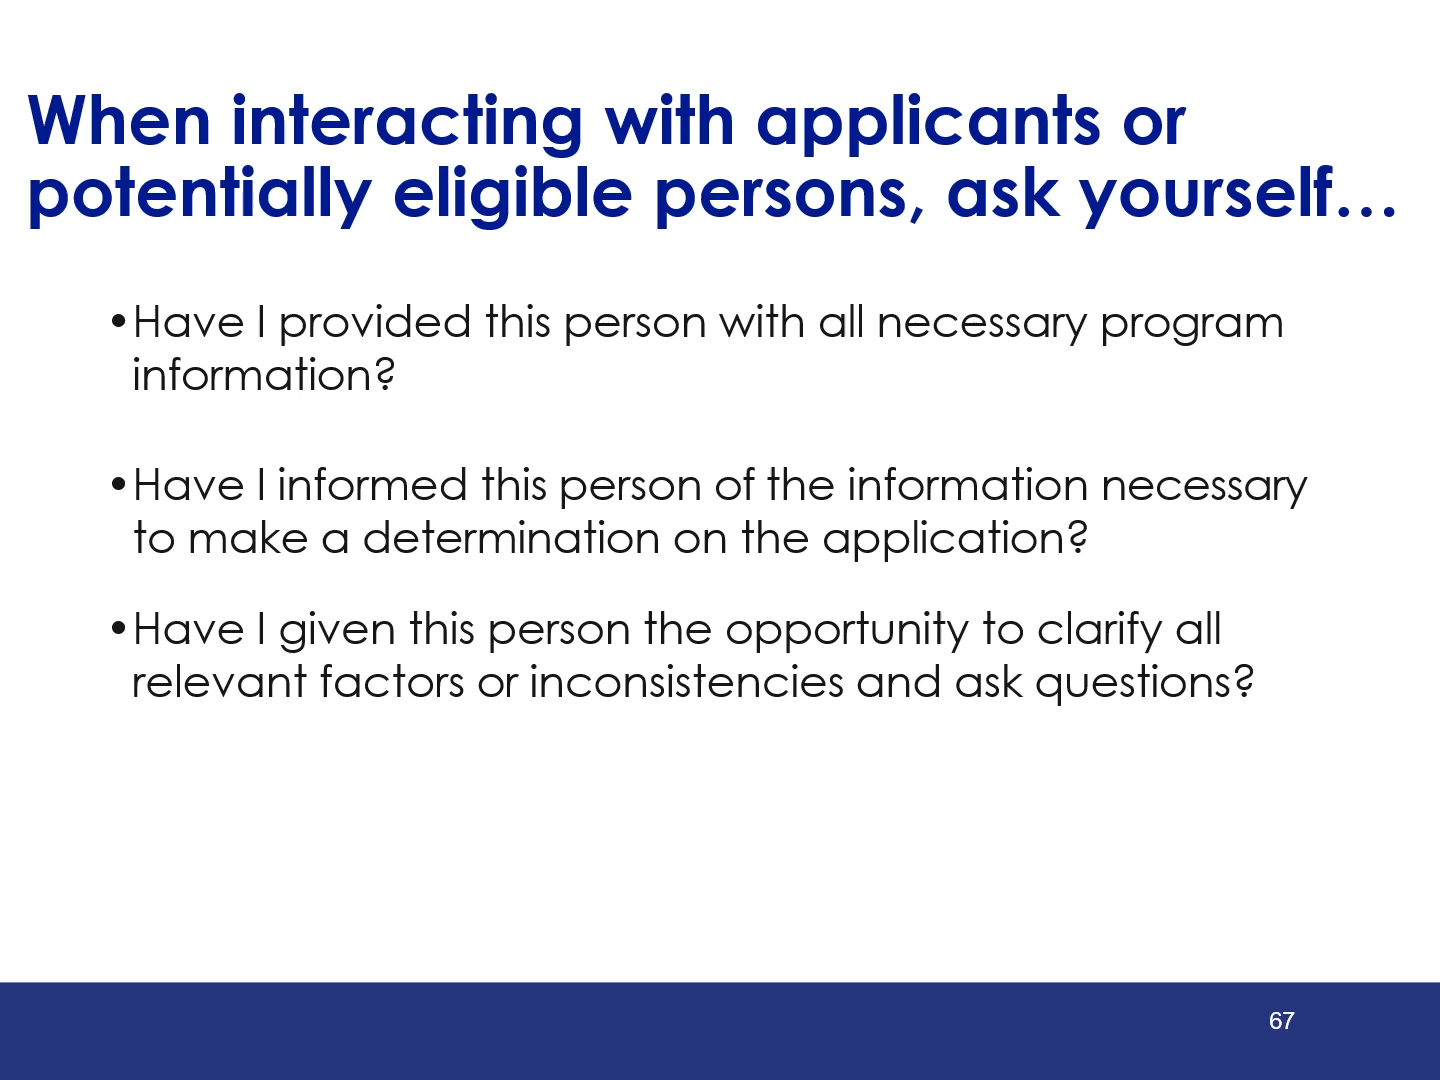 When interacting with applicants or
potentially eligible persons, ask yourself…
•Have I provided this person with all necessary program
information?
•Have I informed this person of the information necessary
to make a determination on the application?
•Have I given this person the opportunity to clarify all
relevant factors or inconsistencies and ask questions?
67